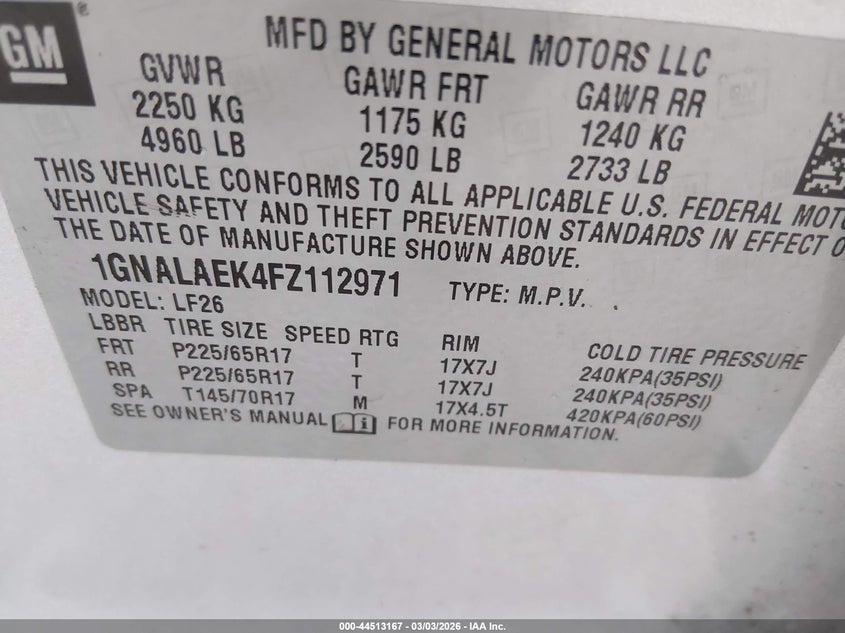 GM®
MFD BY GENERAL MOTORS LLC
GVWR GAWR FRT GAWR RR
2250 KG 1175 KG 1240 KG
4960 LB 2590 LB 2733 LB
THIS VEHICLE CONFORMS TO ALL APPLICABLE U.S. FEDERAL MOT
VEHICLE SAFETY AND THEFT PREVENTION STANDARDS IN EFFECT O
THE DATE OF MANUFACTURE SHOWN ABOVE.
1GNALAEK4FZ112971 TYPE: M.P.V.
MODEL: LF26
LBBR TIRE SIZE SPEED RTG RIM COLD TIRE PRESSURE
FRT P225/65R17 T 17X7J 240KPA(35PSI)
RR P225/65R17 T 17X7J 240KPA(35PSI)
SPA T145/70R17 M 17X4.5T 420KPA(60PSI)
SEE OWNER'S MANUAL FOR MORE INFORMATION.
000-44513167 — 03/03/2026 — IAA Inc.